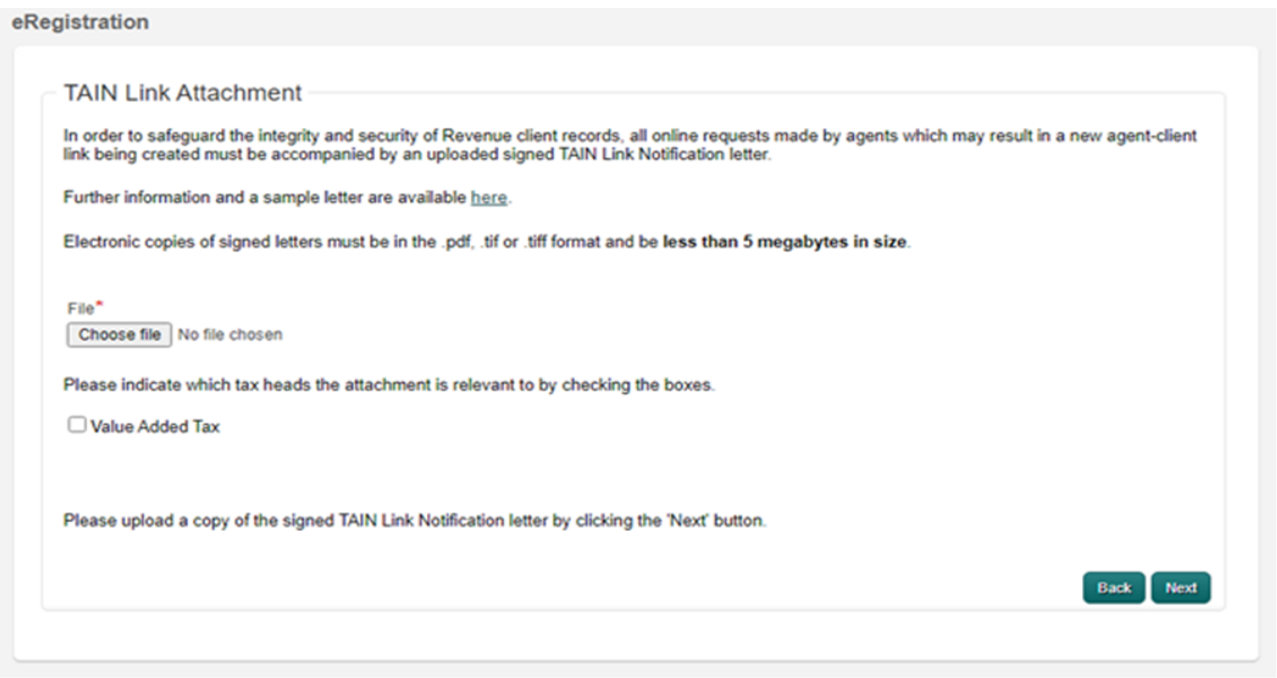 eRegistration
TAIN Link Attachment
In order to safeguard the integrity and security of Revenue client records, all online requests made by agents which may result in a new agent-client
link being created must be accompanied by an uploaded signed TAIN Link Notification letter.
Further information and a sample letter are available here.
Electronic copies of signed letters must be in the .pdf, .tif or .tiff format and be less than 5 megabytes in size.
File*
Choose file No file chosen
Please indicate which tax heads the attachment is relevant to by checking the boxes.
Value Added Tax
Please upload a copy of the signed TAIN Link Notification letter by clicking the 'Next' button.
Back Next